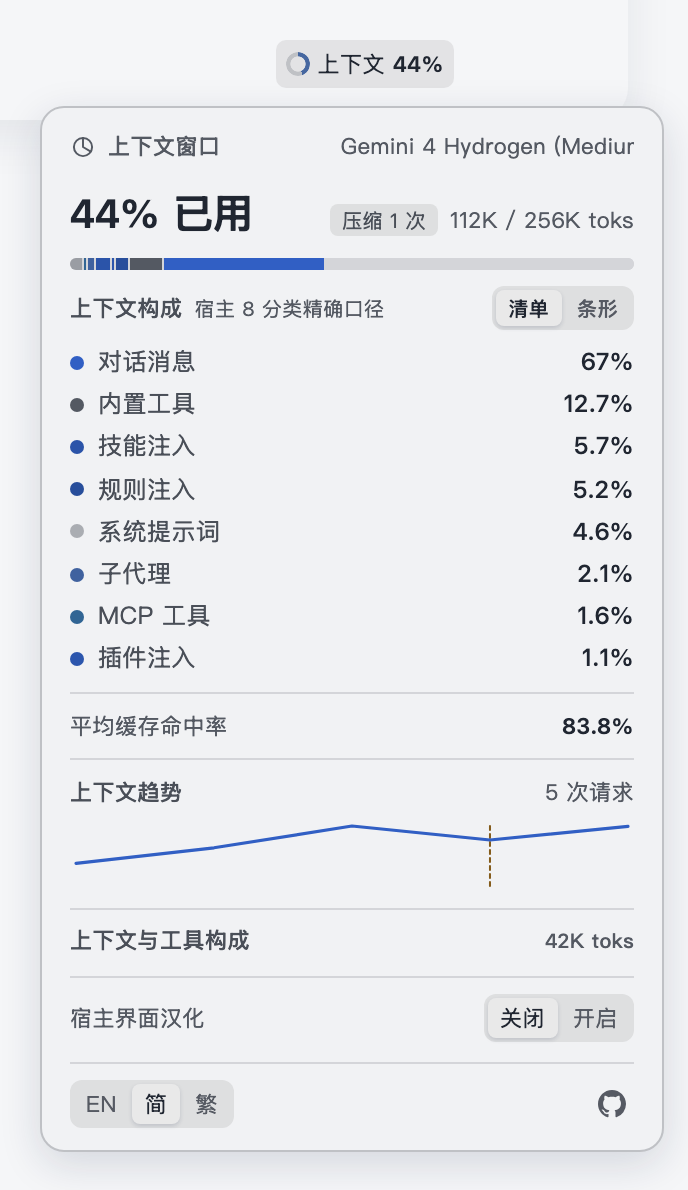 上下文 44%
上下文窗口 Gemini 4 Hydrogen (Mediur
44% 已用 压缩 1 次 112K / 256K toks
上下文构成 宿主 8 分类精确口径 清单 条形
对话消息 67%
内置工具 12.7%
技能注入 5.7%
规则注入 5.2%
系统提示词 4.6%
子代理 2.1%
MCP 工具 1.6%
插件注入 1.1%
平均缓存命中率 83.8%
上下文趋势 5 次请求
上下文与工具构成 42K toks
宿主界面汉化 关闭 开启
EN 简 繁